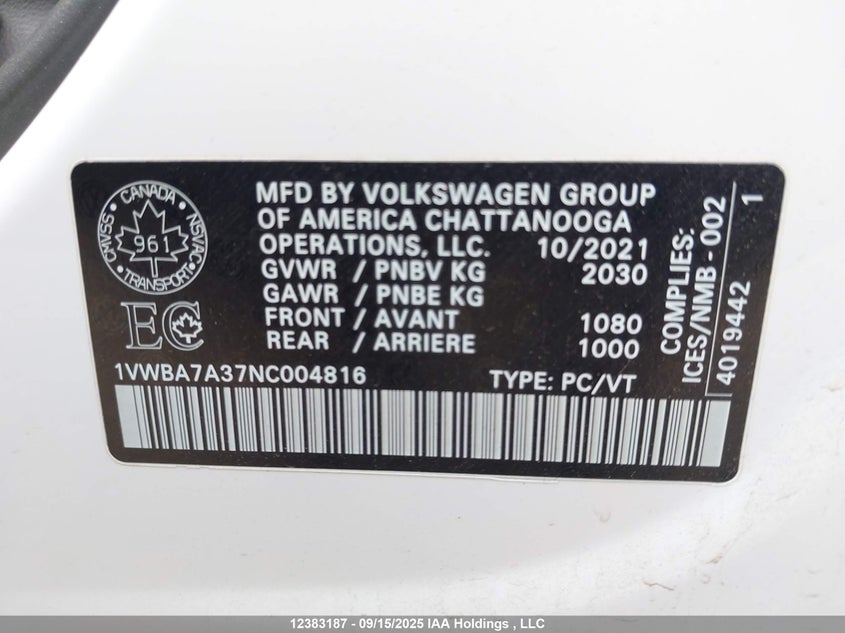 CANADA
CMVSS
NSVAC
961
TRANSPORT
EC
MFD BY VOLKSWAGEN GROUP
OF AMERICA CHATTANOOGA
OPERATIONS, LLC. 10/2021
GVWR / PNBV KG 2030
GAWR / PNBE KG
FRONT / AVANT 1080
REAR / ARRIERE 1000
1VWBA7A37NC004816 TYPE: PC/VT
COMPLIES:
ICES/NMB - 002
4019442 1
12383187 - 09/15/2025 IAA Holdings , LLC